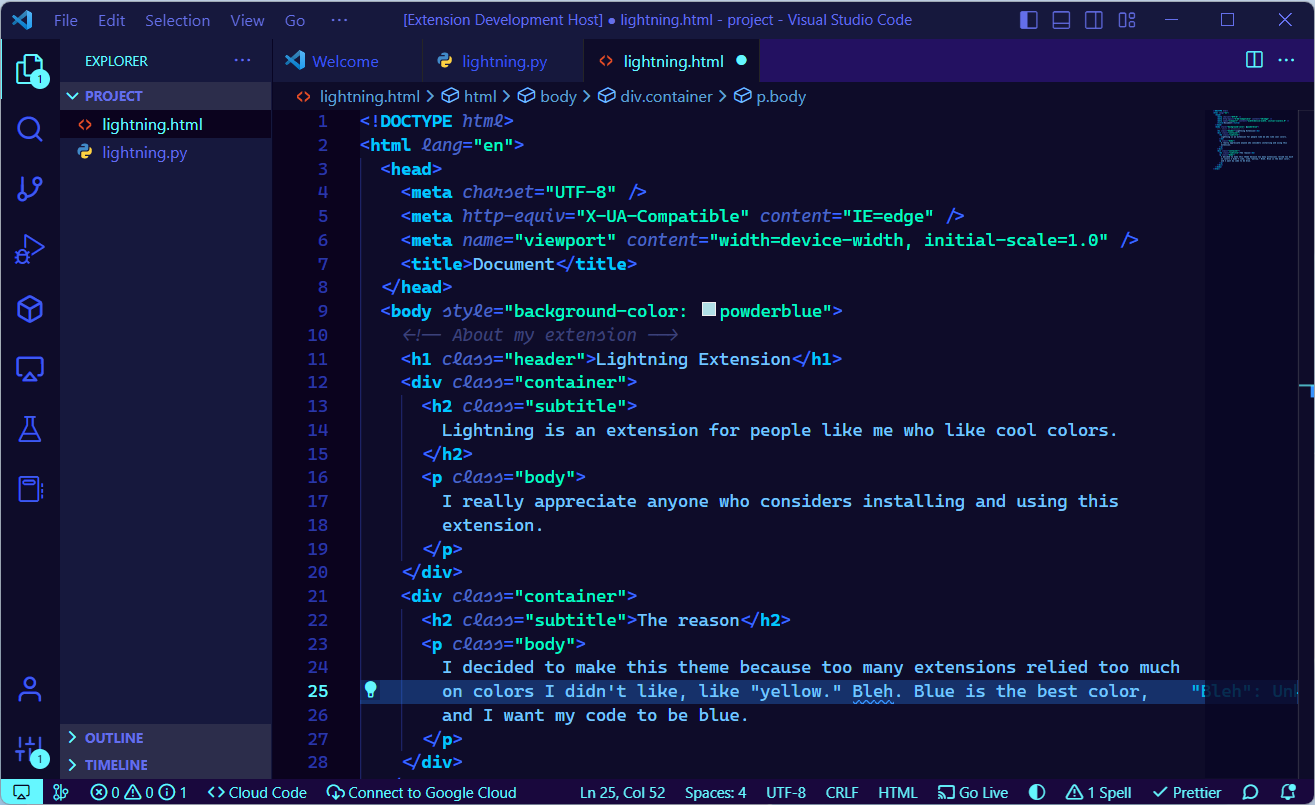 File Edit Selection View Go ··· [Extension Development Host] ● lightning.html - project - Visual Studio Code
EXPLORER ···
1
PROJECT
lightning.html
lightning.py
OUTLINE
TIMELINE
1
Welcome lightning.py lightning.html ●
lightning.html > html > body > div.container > p.body
1 <!DOCTYPE html>
2 <html lang="en">
3 <head>
4 <meta charset="UTF-8" />
5 <meta http-equiv="X-UA-Compatible" content="IE=edge" />
6 <meta name="viewport" content="width=device-width, initial-scale=1.0" />
7 <title>Document</title>
8 </head>
9 <body style="background-color: powderblue">
10 <!-- About my extension -->
11 <h1 class="header">Lightning Extension</h1>
12 <div class="container">
13 <h2 class="subtitle">
14 Lightning is an extension for people like me who like cool colors.
15 </h2>
16 <p class="body">
17 I really appreciate anyone who considers installing and using this
18 extension.
19 </p>
20 </div>
21 <div class="container">
22 <h2 class="subtitle">The reason</h2>
23 <p class="body">
24 I decided to make this theme because too many extensions relied too much
25 on colors I didn't like, like "yellow." Bleh. Blue is the best color, "Bleh": Un
26 and I want my code to be blue.
27 </p>
28 </div>
0 0 1 Cloud Code Connect to Google Cloud Ln 25, Col 52 Spaces: 4 UTF-8 CRLF HTML Go Live 1 Spell Prettier